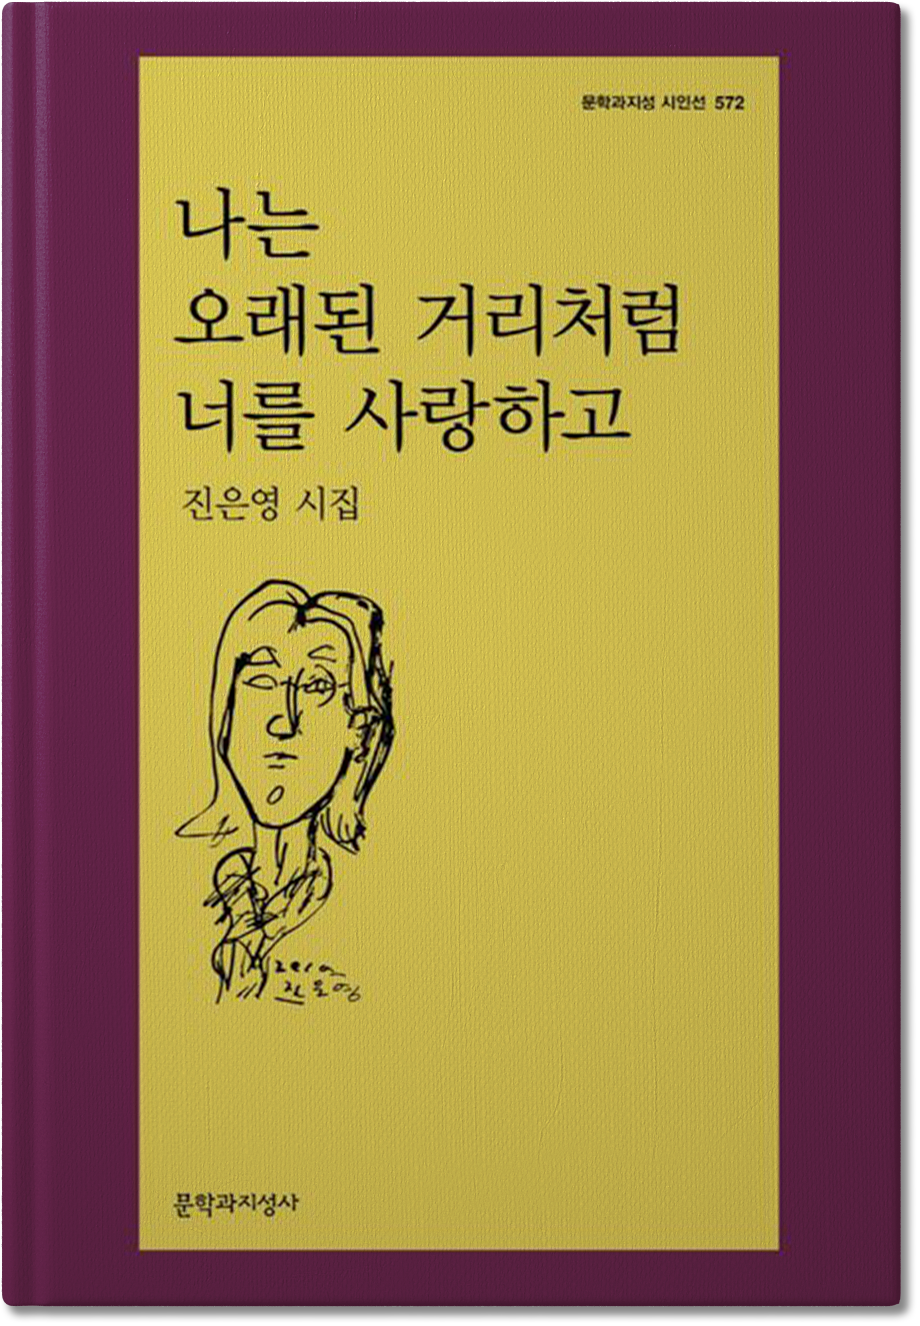 문학과지성 시인선 572
나는
오래된 거리처럼
너를 사랑하고
진은영 시집
진은영
문학과지성사